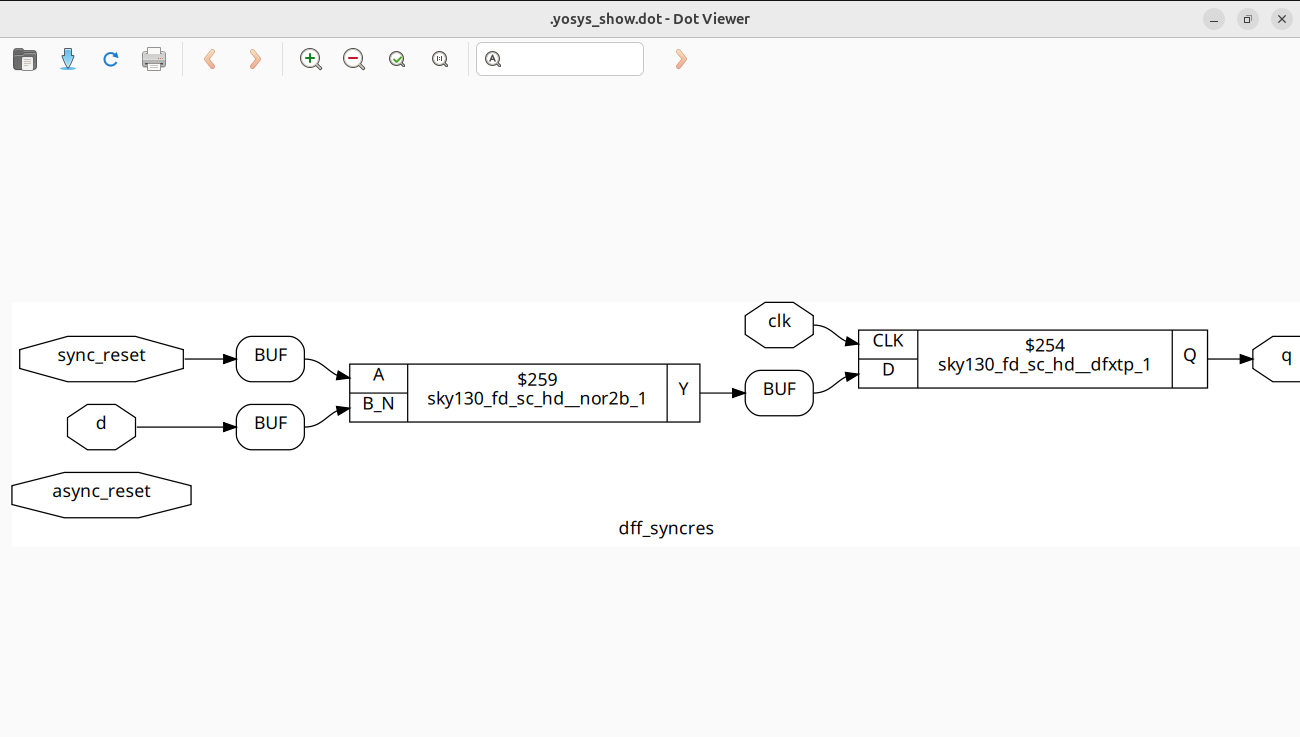 .yosys_show.dot - Dot Viewer
A
clk
sync_reset
BUF
CLK
D
$254
sky130_fd_sc_hd__dfxtp_1
Q
q
A
B_N
$259
sky130_fd_sc_hd__nor2b_1
Y
BUF
d
BUF
async_reset
dff_syncres